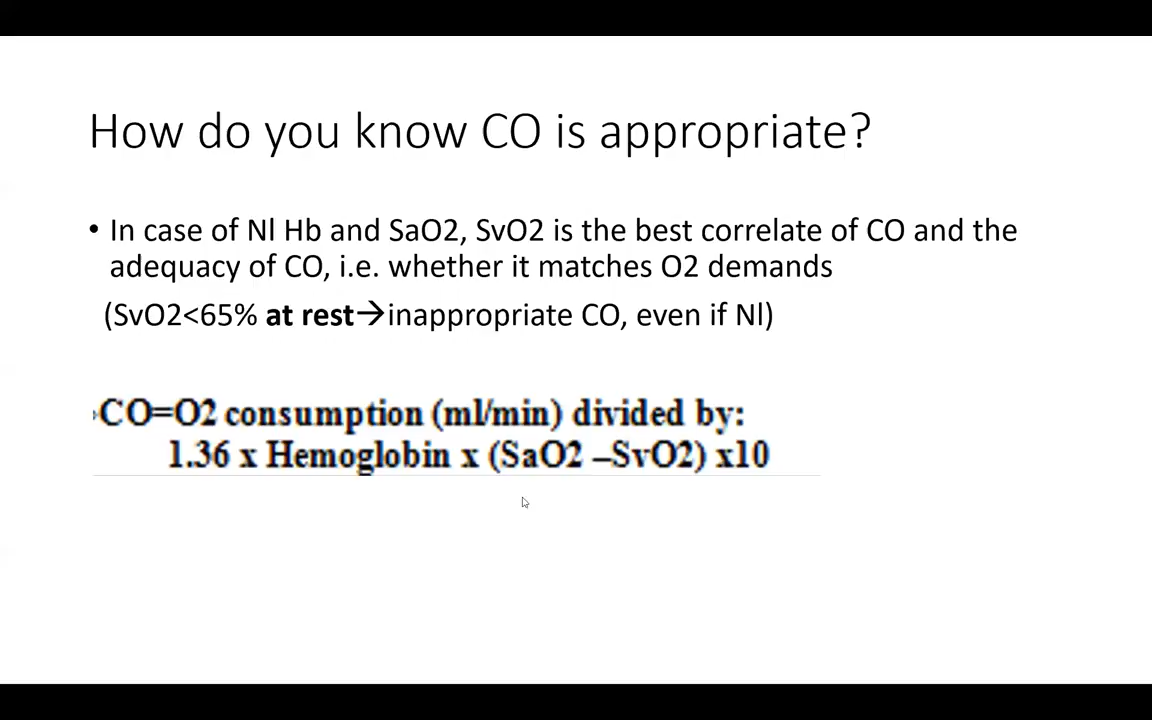 How do you know CO is appropriate?
• In case of Nl Hb and SaO2, SvO2 is the best correlate of CO and the
adequacy of CO, i.e. whether it matches O2 demands
(SvO2<65% at rest→inappropriate CO, even if Nl)
CO=O2 consumption (ml/min) divided by:
1.36 x Hemoglobin x (SaO2 –SvO2) x10